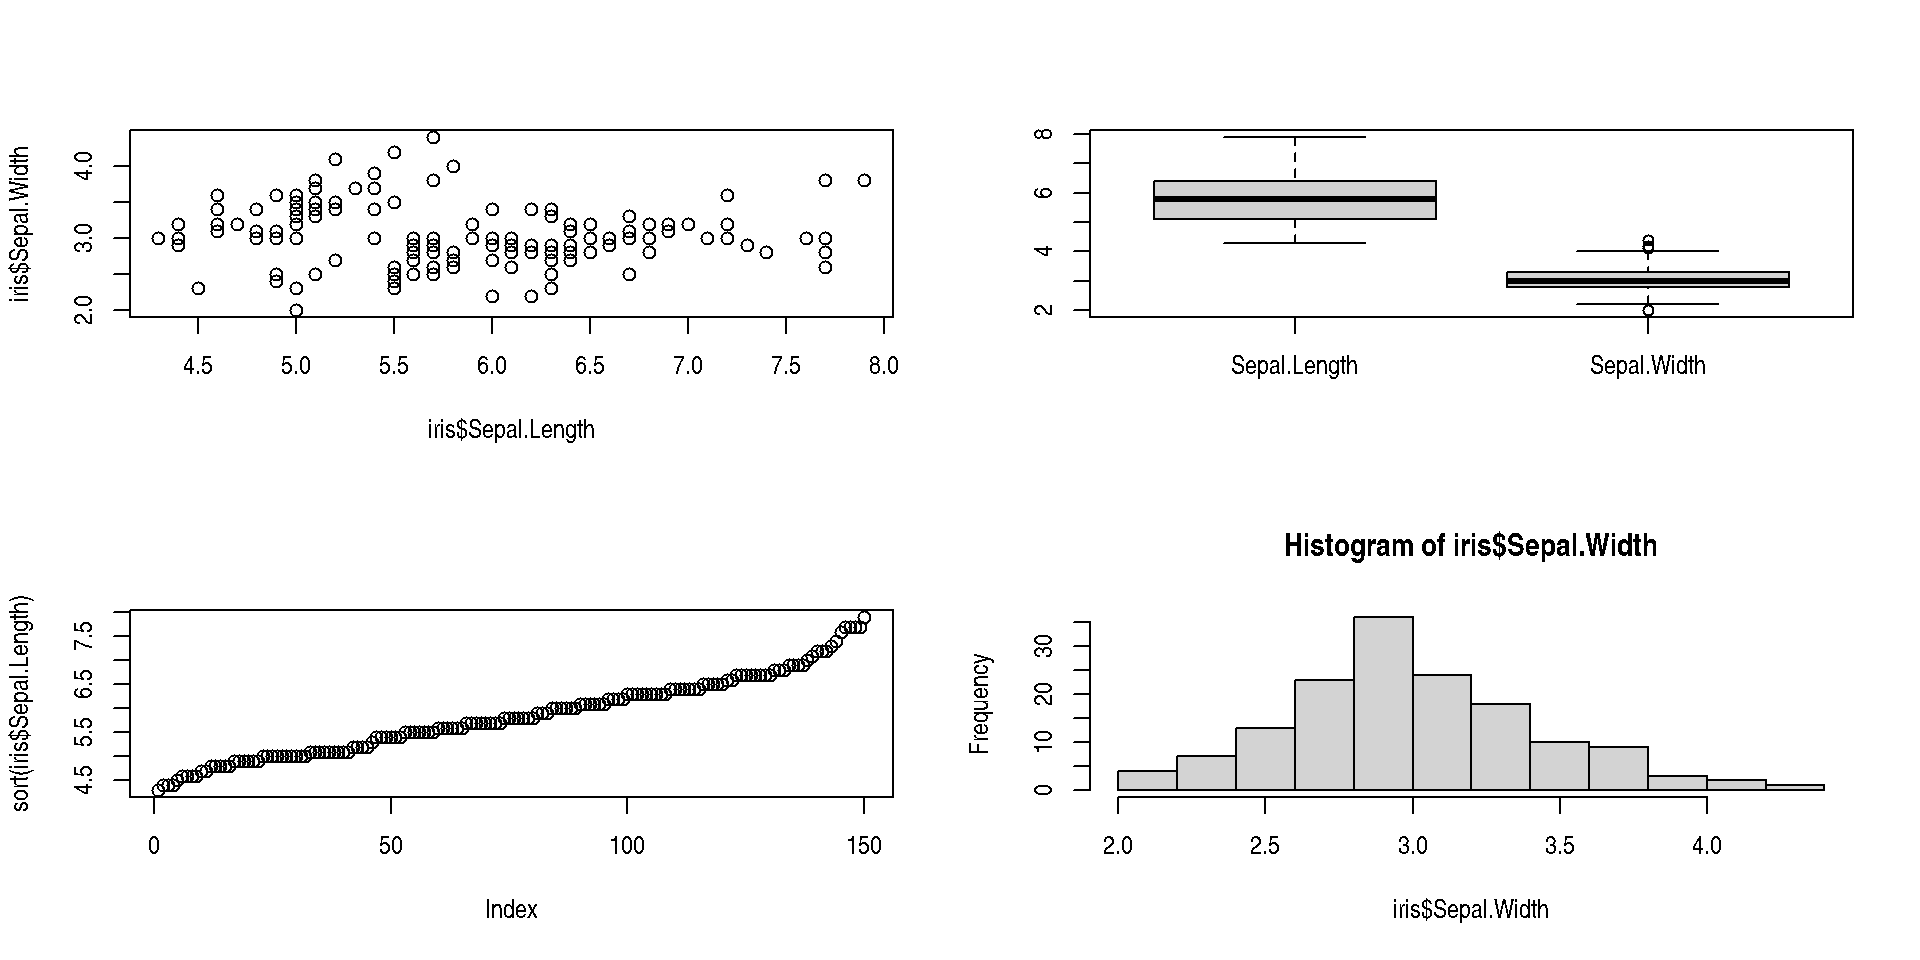 iris$Sepal.Width
2.0 3.0 4.0
4.5 5.0 5.5 6.0 6.5 7.0 7.5 8.0
iris$Sepal.Length
2 4 6 8
Sepal.Length Sepal.Width
sort(iris$Sepal.Length)
4.5 5.5 6.5 7.5
0 50 100 150
Index
Histogram of iris$Sepal.Width
Frequency
0 10 20 30
2.0 2.5 3.0 3.5 4.0
iris$Sepal.Width